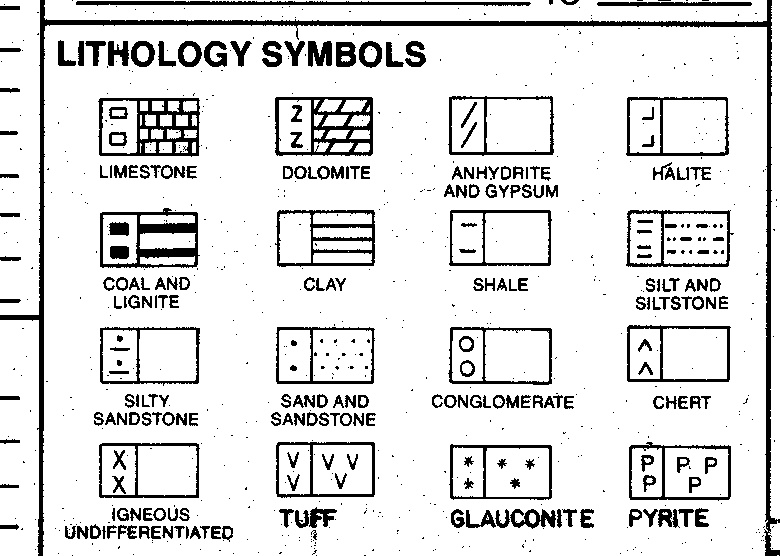 LITHOLOGY SYMBOLS
Z
Z
LIMESTONE
DOLOMITE
ANHYDRITE
AND GYPSUM
HALITE
COAL AND
LIGNITE
CLAY
SHALE
SILT AND
SILTSTONE
SILTY
SANDSTONE
SAND AND
SANDSTONE
CONGLOMERATE
CHERT
X
X
V V V
V V
P P P
P P
IGNEOUS
UNDIFFERENTIATED
TUFF
GLAUCONITE
PYRITE